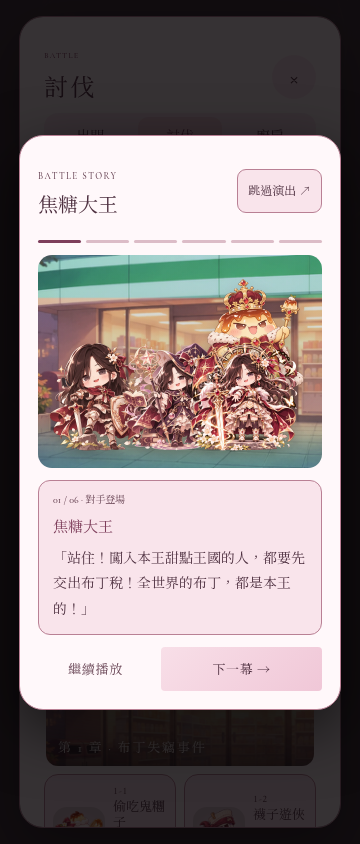 BATTLE
討伐
×
討伐
BATTLE STORY
焦糖大王
跳過演出 ↗
01 / 06 · 對手登場
焦糖大王
「站住！闖入本王甜點王國的人，都要先
交出布丁稅！全世界的布丁，都是本王
的！」
繼續播放
下一幕 →
第 1 章 布丁失竊事件
1-1
偷吃鬼糰
子
1-2
襪子遊俠